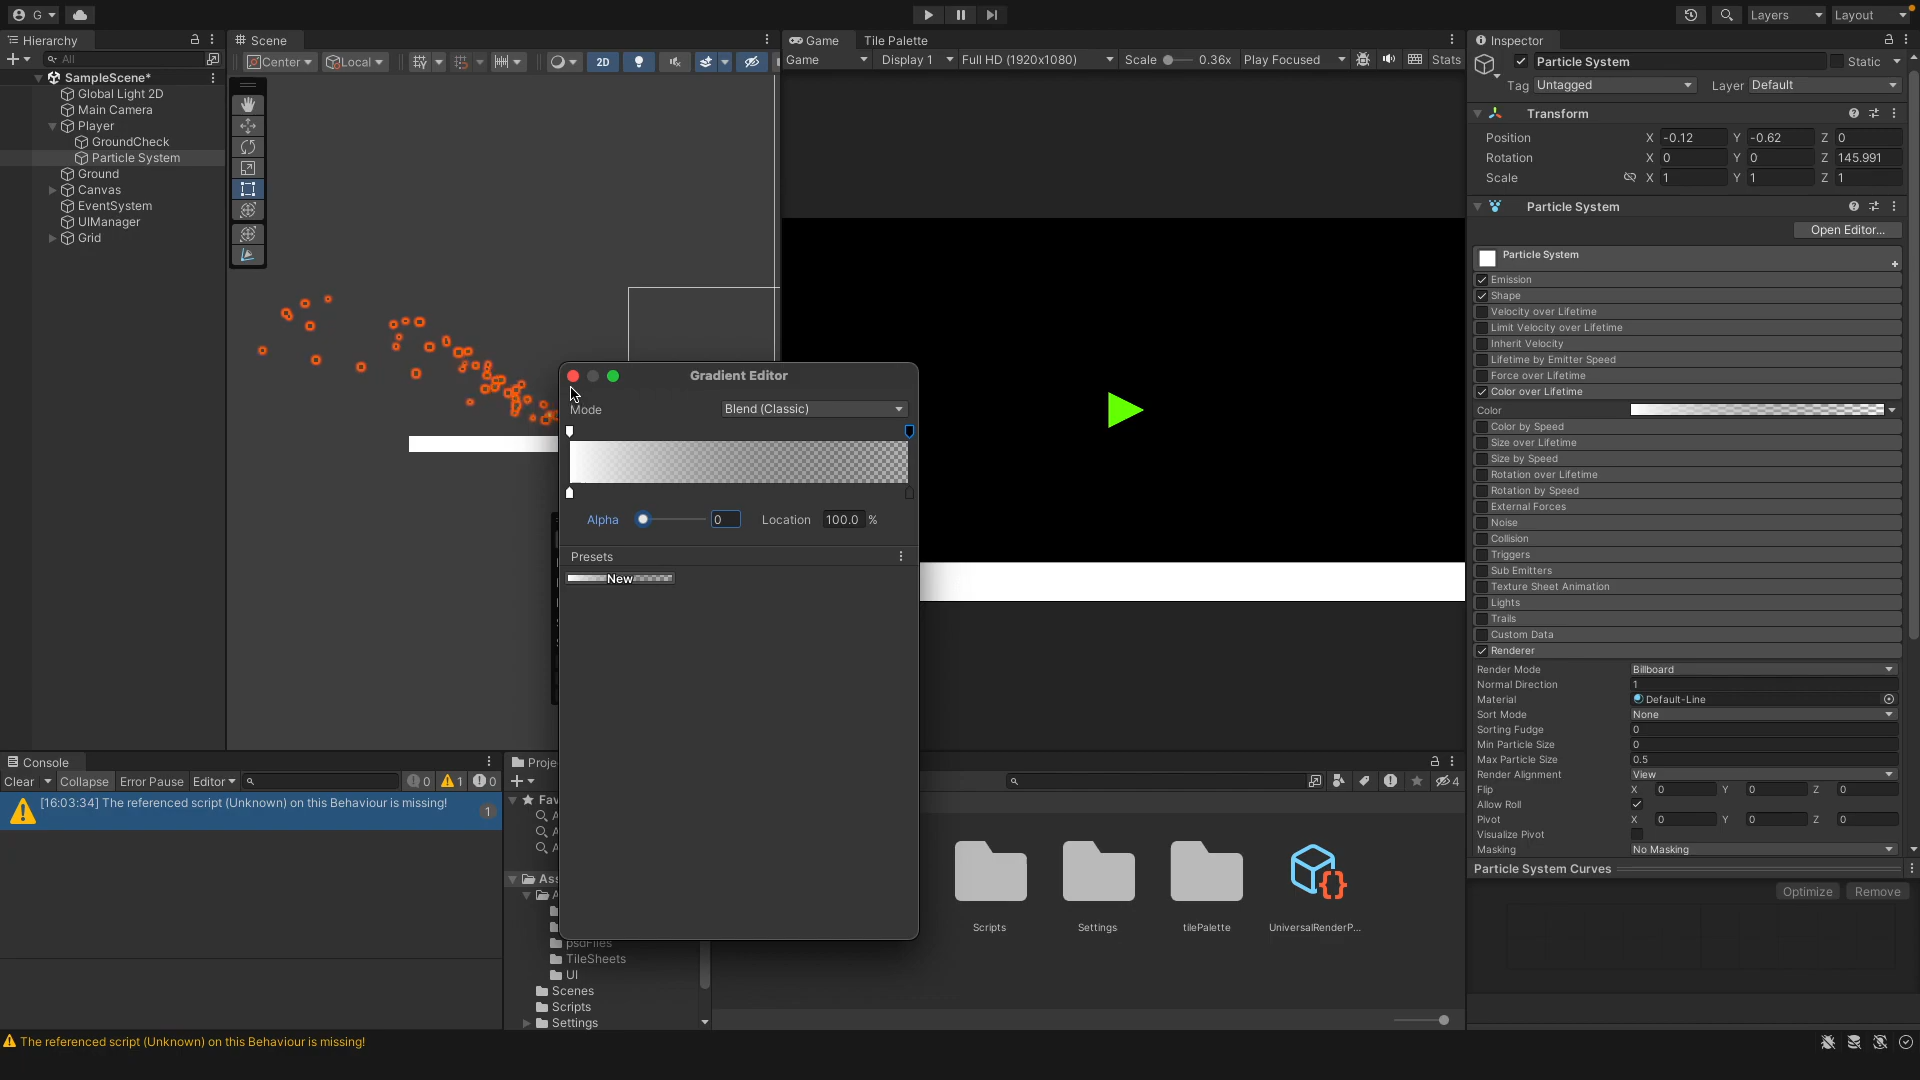 G
Layers
Layout
Hierarchy
All
SampleScene*
Global Light 2D
Main Camera
Player
GroundCheck
Particle System
Ground
Canvas
EventSystem
UIManager
Grid
Scene
Center
Local
2D
Game
Tile Palette
Game
Display 1
Full HD (1920x1080)
Scale
0.36x
Play Focused
Stats
Gradient Editor
Mode
Blend (Classic)
Alpha
0
Location
100.0
%
Presets
New
Inspector
Particle System
Static
Tag
Untagged
Layer
Default
Transform
Position X -0.12 Y -0.62 Z 0
Rotation X 0 Y 0 Z 145.991
Scale X 1 Y 1 Z 1
Particle System
Open Editor...
Particle System
Emission
Shape
Velocity over Lifetime
Limit Velocity over Lifetime
Inherit Velocity
Lifetime by Emitter Speed
Force over Lifetime
Color over Lifetime
Color
Color by Speed
Size over Lifetime
Size by Speed
Rotation over Lifetime
Rotation by Speed
External Forces
Noise
Collision
Triggers
Sub Emitters
Texture Sheet Animation
Lights
Trails
Custom Data
Renderer
Render Mode Billboard
Normal Direction 1
Material Default-Line
Sort Mode None
Sorting Fudge 0
Min Particle Size 0
Max Particle Size 0.5
Render Alignment View
Flip X 0 Y 0 Z 0
Allow Roll
Pivot X 0 Y 0 Z 0
Visualize Pivot
Masking No Masking
Particle System Curves
Optimize
Remove
Console
Clear
Collapse
Error Pause
Editor
0
1
0
[16:03:34] The referenced script (Unknown) on this Behaviour is missing!
1
Proje
4
Fav
A
A
A
Ass
A
psdFiles
TileSheets
UI
Scenes
Scripts
Settings
Scripts
Settings
tilePalette
UniversalRenderP...
The referenced script (Unknown) on this Behaviour is missing!